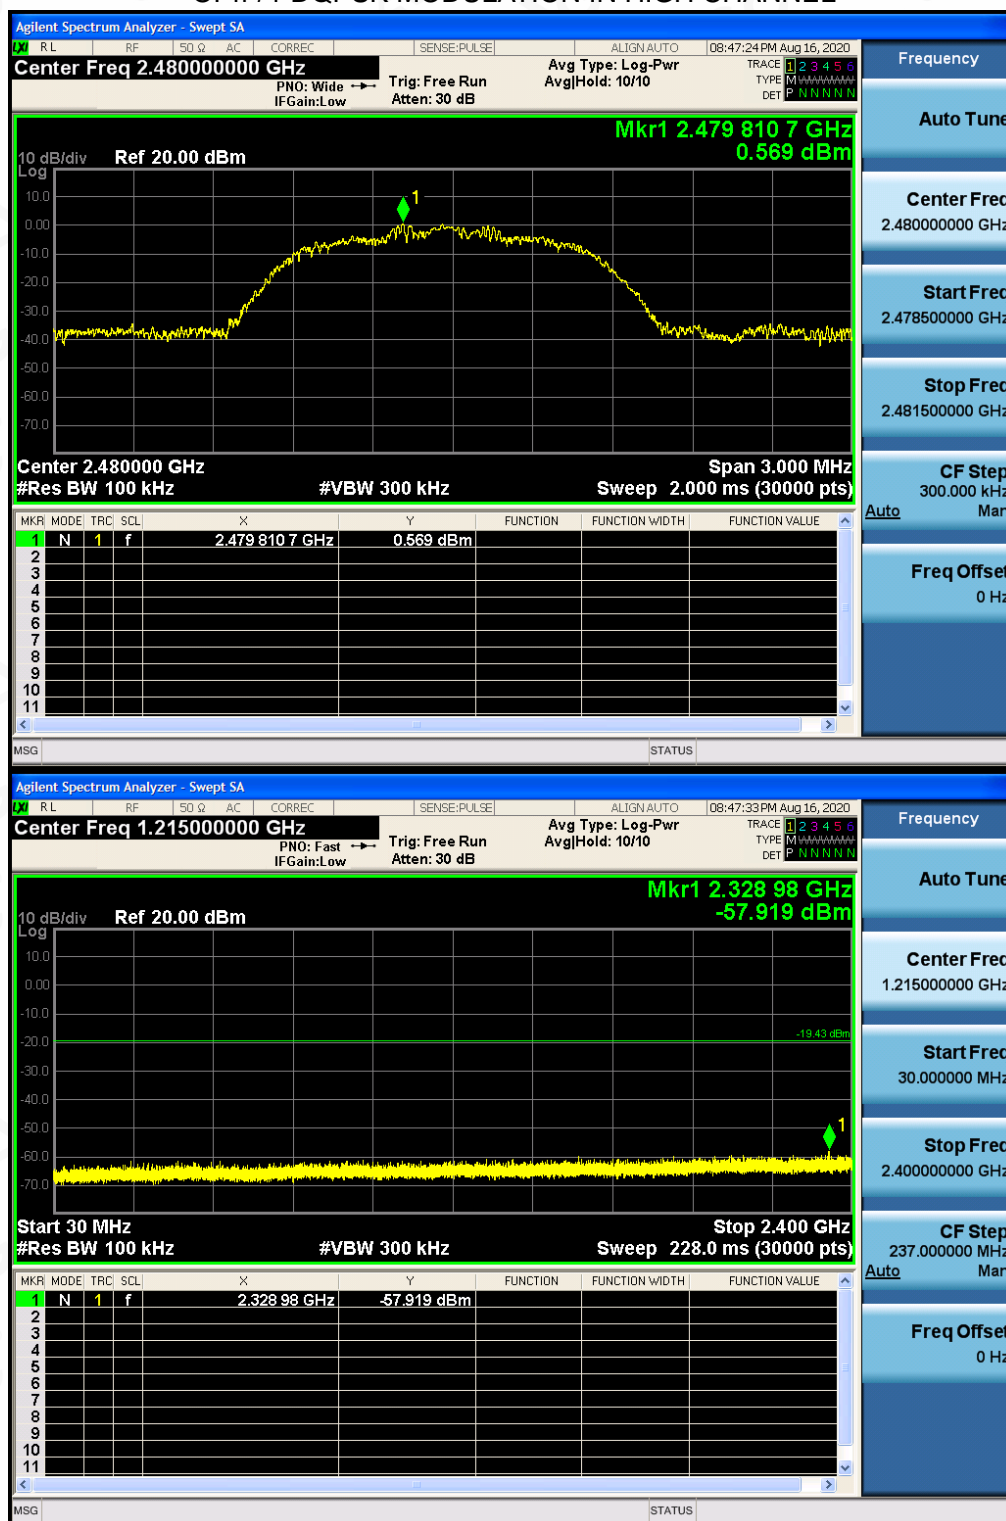 Agilent Spectrum Analyzer - Swept SA
LXI RL RF 50 Ω AC CORREC SENSE:PULSE ALIGN AUTO 08:47:24 PM Aug 16, 2020
Center Freq 2.480000000 GHz
PNO: Wide
IFGain:Low
Trig: Free Run
Atten: 30 dB
Avg Type: Log-Pwr
Avg|Hold: 10/10
TRACE 1 2 3 4 5 6
TYPE M
DET P N N N N N
Frequency
Mkr1 2.479 810 7 GHz
0.569 dBm
10 dB/div Ref 20.00 dBm
Log
10.0
0.00
-10.0
-20.0
-30.0
-40.0
-50.0
-60.0
-70.0
1
Center 2.480000 GHz Span 3.000 MHz
#Res BW 100 kHz #VBW 300 kHz Sweep 2.000 ms (30000 pts)
MKR MODE TRC SCL X Y FUNCTION FUNCTION WIDTH FUNCTION VALUE
1 N 1 f 2.479 810 7 GHz 0.569 dBm
2
3
4
5
6
7
8
9
10
11
MSG STATUS
Auto Tune
Center Freq
2.480000000 GHz
Start Freq
2.478500000 GHz
Stop Freq
2.481500000 GHz
CF Step
300.000 kHz
Auto Man
Freq Offset
0 Hz
Agilent Spectrum Analyzer - Swept SA
LXI RL RF 50 Ω AC CORREC SENSE:PULSE ALIGN AUTO 08:47:33 PM Aug 16, 2020
Center Freq 1.215000000 GHz
PNO: Fast
IFGain:Low
Trig: Free Run
Atten: 30 dB
Avg Type: Log-Pwr
Avg|Hold: 10/10
TRACE 1 2 3 4 5 6
TYPE M
DET P N N N N N
Frequency
Mkr1 2.328 98 GHz
-57.919 dBm
10 dB/div Ref 20.00 dBm
Log
10.0
0.00
-10.0
-20.0
-30.0
-40.0
-50.0
-60.0
-70.0
-19.43 dBm
1
Start 30 MHz Stop 2.400 GHz
#Res BW 100 kHz #VBW 300 kHz Sweep 228.0 ms (30000 pts)
MKR MODE TRC SCL X Y FUNCTION FUNCTION WIDTH FUNCTION VALUE
1 N 1 f 2.328 98 GHz -57.919 dBm
2
3
4
5
6
7
8
9
10
11
MSG STATUS
Auto Tune
Center Freq
1.215000000 GHz
Start Freq
30.000000 MHz
Stop Freq
2.400000000 GHz
CF Step
237.000000 MHz
Auto Man
Freq Offset
0 Hz